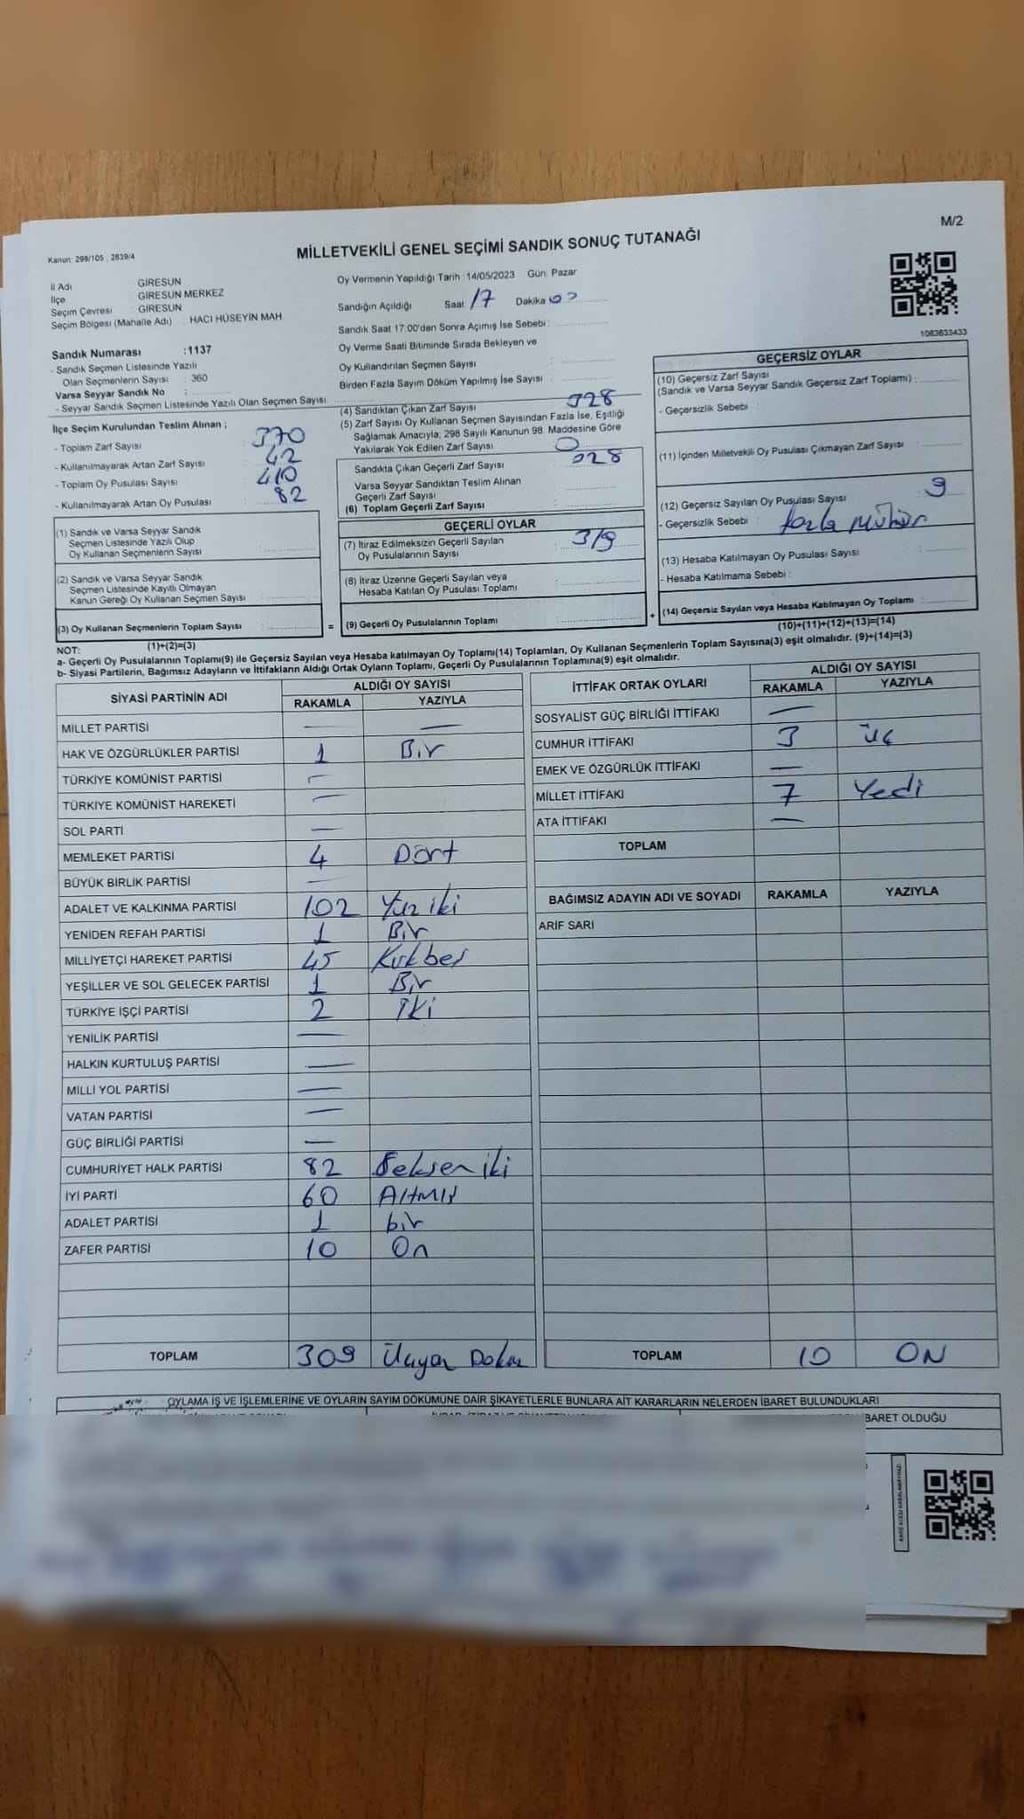 M/2
Kanun: 298/105 ; 2839/4
MİLLETVEKİLİ GENEL SEÇİMİ SANDIK SONUÇ TUTANAĞI
İl Adı GİRESUN
İlçe GİRESUN MERKEZ
Seçim Çevresi : GİRESUN
Seçim Bölgesi (Mahalle Adı) : HACI HÜSEYİN MAH
Oy Vermenin Yapıldığı Tarih : 14/05/2023 Gün: Pazar
Sandığın Açıldığı Saat 17 Dakika 00
Sandık Saat 17:00'den Sonra Açımış İse Sebebi :
Oy Verme Saati Bitiminde Sırada Bekleyen ve
Oy Kullandırılan Seçmen Sayısı :
Birden Fazla Sayım Döküm Yapılmış İse Sayısı :
1083633433
Sandık Numarası :1137
- Sandık Seçmen Listesinde Yazılı
Olan Seçmenlerin Sayısı : 360
Varsa Seyyar Sandık No :
- Seyyar Sandık Seçmen Listesinde Yazılı Olan Seçmen Sayısı
İlçe Seçim Kurulundan Teslim Alınan ;
- Toplam Zarf Sayısı 370
- Kullanılmayarak Artan Zarf Sayısı 42
- Toplam Oy Pusulası Sayısı 410
- Kullanılmayarak Artan Oy Pusulası 82
(1) Sandık ve Varsa Seyyar Sandık
Seçmen Listesinde Yazılı Olup
Oy Kullanan Seçmenlerin Sayısı
(2) Sandık ve Varsa Seyyar Sandık
Seçmen Listesinde Kayıtlı Olmayan
Kanun Gereği Oy Kullanan Seçmen Sayısı
(3) Oy Kullanan Seçmenlerin Toplam Sayısı
(1)+(2)=(3)
(4) Sandıktan Çıkan Zarf Sayısı 328
(5) Zarf Sayısı Oy Kullanan Seçmen Sayısından Fazla İse, Eşitliği
Sağlamak Amacıyla, 298 Sayılı Kanunun 98. Maddesine Göre
Yakılarak Yok Edilen Zarf Sayısı 0
Sandıkta Çıkan Geçerli Zarf Sayısı 328
Varsa Seyyar Sandıktan Teslim Alınan
Geçerli Zarf Sayısı
(6) Toplam Geçerli Zarf Sayısı
GEÇERLİ OYLAR
(7) İtiraz Edilmeksizin Geçerli Sayılan
Oy Pusulalarının Sayısı 319
(8) İtiraz Üzerine Geçerli Sayılan veya
Hesaba Katılan Oy Pusulası Toplamı
= (9) Geçerli Oy Pusulalarının Toplamı +
GEÇERSİZ OYLAR
(10) Geçersiz Zarf Sayısı
(Sandık ve Varsa Seyyar Sandık Geçersiz Zarf Toplamı) :
- Geçersizlik Sebebi :
(11) İçinden Milletvekili Oy Pusulası Çıkmayan Zarf Sayısı
(12) Geçersiz Sayılan Oy Pusulası Sayısı 9
- Geçersizlik Sebebi : fazla Mühür
(13) Hesaba Katılmayan Oy Pusulası Sayısı
- Hesaba Katılmama Sebebi :
(14) Geçersiz Sayılan veya Hesaba Katılmayan Oy Toplamı
(10)+(11)+(12)+(13)=(14)
NOT:
a- Geçerli Oy Pusulalarının Toplamı(9) ile Geçersiz Sayılan veya Hesaba katılmayan Oy Toplamı(14) Toplamları, Oy Kullanan Seçmenlerin Toplam Sayısına(3) eşit olmalıdır. (9)+(14)=(3)
b- Siyasi Partilerin, Bağımsız Adayların ve İttifakların Aldığı Ortak Oyların Toplamı, Geçerli Oy Pusulalarının Toplamına(9) eşit olmalıdır.
SİYASİ PARTİNİN ADI ALDIĞI OY SAYISI
RAKAMLA YAZIYLA
MİLLET PARTİSİ — —
HAK VE ÖZGÜRLÜKLER PARTİSİ 1 Bir
TÜRKİYE KOMÜNİST PARTİSİ —
TÜRKİYE KOMÜNİST HAREKETİ —
SOL PARTİ —
MEMLEKET PARTİSİ 4 Dört
BÜYÜK BİRLİK PARTİSİ —
ADALET VE KALKINMA PARTİSİ 102 Yüz iki
YENİDEN REFAH PARTİSİ 1 Bir
MİLLİYETÇİ HAREKET PARTİSİ 45 Kırkbeş
YEŞİLLER VE SOL GELECEK PARTİSİ 1 Bir
TÜRKİYE İŞÇİ PARTİSİ 2 iki
YENİLİK PARTİSİ —
HALKIN KURTULUŞ PARTİSİ —
MİLLİ YOL PARTİSİ —
VATAN PARTİSİ —
GÜÇ BİRLİĞİ PARTİSİ —
CUMHURİYET HALK PARTİSİ 82 Seksen iki
İYİ PARTİ 60 Altmış
ADALET PARTİSİ 1 bir
ZAFER PARTİSİ 10 On
TOPLAM 309
İTTİFAK ORTAK OYLARI ALDIĞI OY SAYISI
RAKAMLA YAZIYLA
SOSYALİST GÜÇ BİRLİĞİ İTTİFAKI —
CUMHUR İTTİFAKI 3 üç
EMEK VE ÖZGÜRLÜK İTTİFAKI —
MİLLET İTTİFAKI 7 Yedi
ATA İTTİFAKI —
TOPLAM
BAĞIMSIZ ADAYIN ADI VE SOYADI RAKAMLA YAZIYLA
ARİF SARI
TOPLAM 10 ON
OYLAMA İŞ VE İŞLEMLERİNE VE OYLARIN SAYIM DÖKÜMÜNE DAİR ŞİKAYETLERLE BUNLARA AİT KARARLARIN NELERDEN İBARET BULUNDUKLARI
BARET OLDUĞU